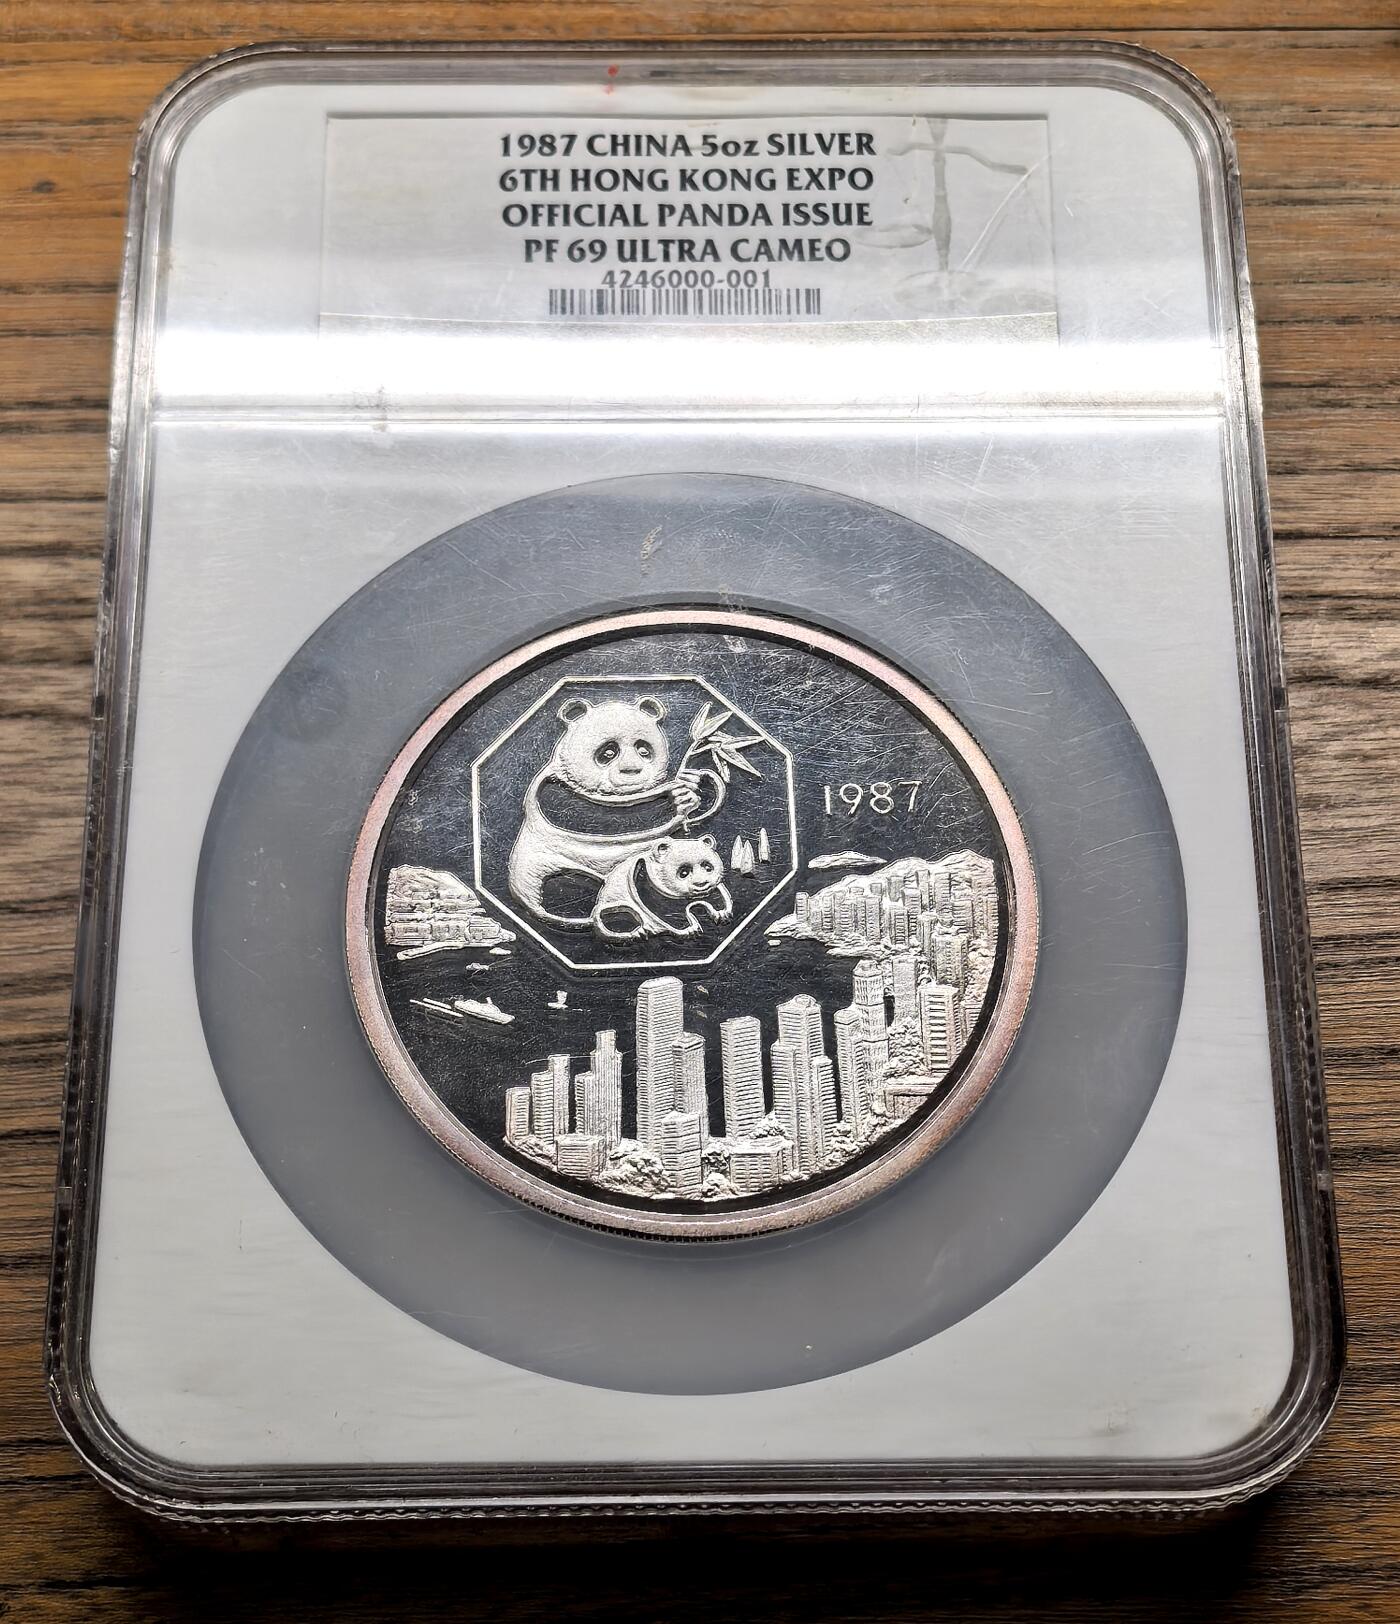 1987 CHINA 5oz SILVER
6TH HONG KONG EXPO
OFFICIAL PANDA ISSUE
PF 69 ULTRA CAMEO
4246000-001
1987